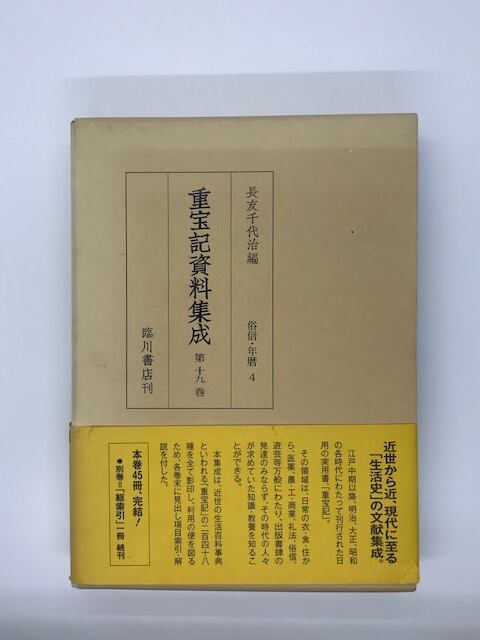 長友千代治編
俗信・年暦 4
重宝記資料集成 第十九巻
臨川書店刊
近世から近、現代に至る
「生活史」の文献集成。
江戸中期以降、明治、大正、昭和
の各時代にわたって刊行された日
用の実用書、「重宝記」。
その領域は、日常の衣、食、住か
ら、医薬、農・工・商業、礼法、俗信、
遊芸等万般にわたり、出版書肆の
発達のみならず、その時代の人々
が求めていた知識、教養を知るこ
とができる。
本集成は、近世の生活百科事典
といわれる「重宝記」の二百四十八
種を全て影印し、利用の便を図る
ため、各巻末に見出し項目索引・解
説を付した。
本巻45冊、完結!
●別巻=「総索引」一冊 続刊